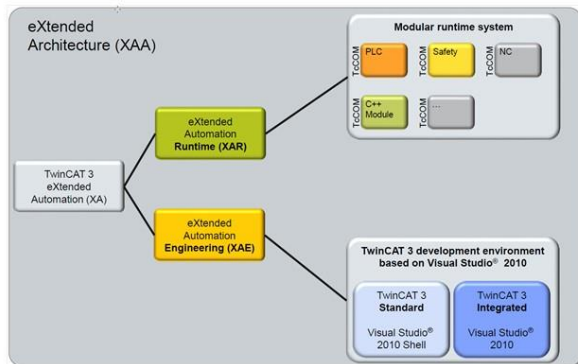 eXtended
Architecture (XAA)
Modular runtime system
TcCOM
PLC
TcCOM
Safety
TcCOM
NC
TcCOM
C++
Module
TcCOM
...
eXtended
Automation
Runtime (XAR)
TwinCAT 3
eXtended
Automation (XA)
eXtended
Automation
Engineering (XAE)
TwinCAT 3 development environment
based on Visual Studio® 2010
TwinCAT 3
Standard
Visual Studio®
2010 Shell
TwinCAT 3
Integrated
Visual Studio®
2010